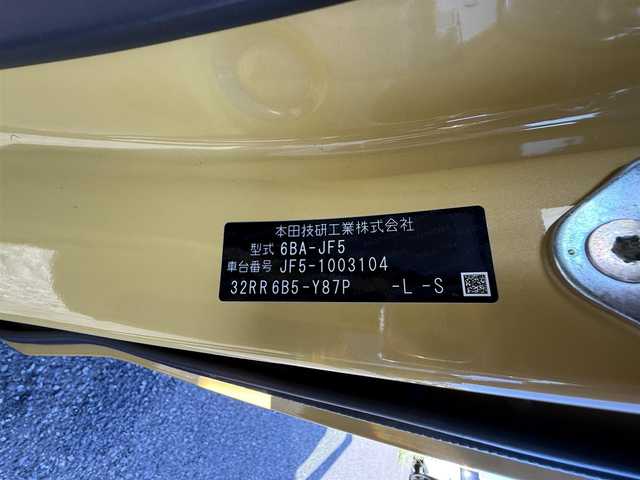 本田技研工業株式会社
型式 6BA-JF5
車台番号 JF5-1003104
32RR6B5-Y87P -L -S